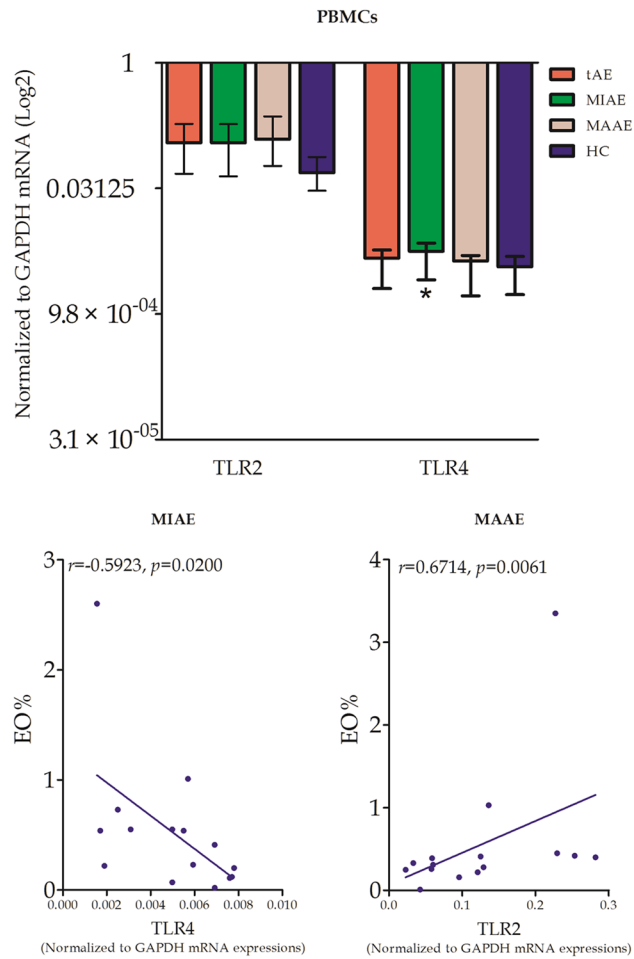 PBMCs
Normalized to GAPDH mRNA (Log2)
1
0.03125
9.8 × 10-04
3.1 × 10-05
*
TLR2
TLR4
tAE
MIAE
MAAE
HC
MIAE
r=-0.5923, p=0.0200
EO%
3
2
1
0
0.000
0.002
0.004
0.006
0.008
0.010
TLR4
(Normalized to GAPDH mRNA expressions)
MAAE
r=0.6714, p=0.0061
EO%
4
3
2
1
0
0.0
0.1
0.2
0.3
TLR2
(Normalized to GAPDH mRNA expressions)